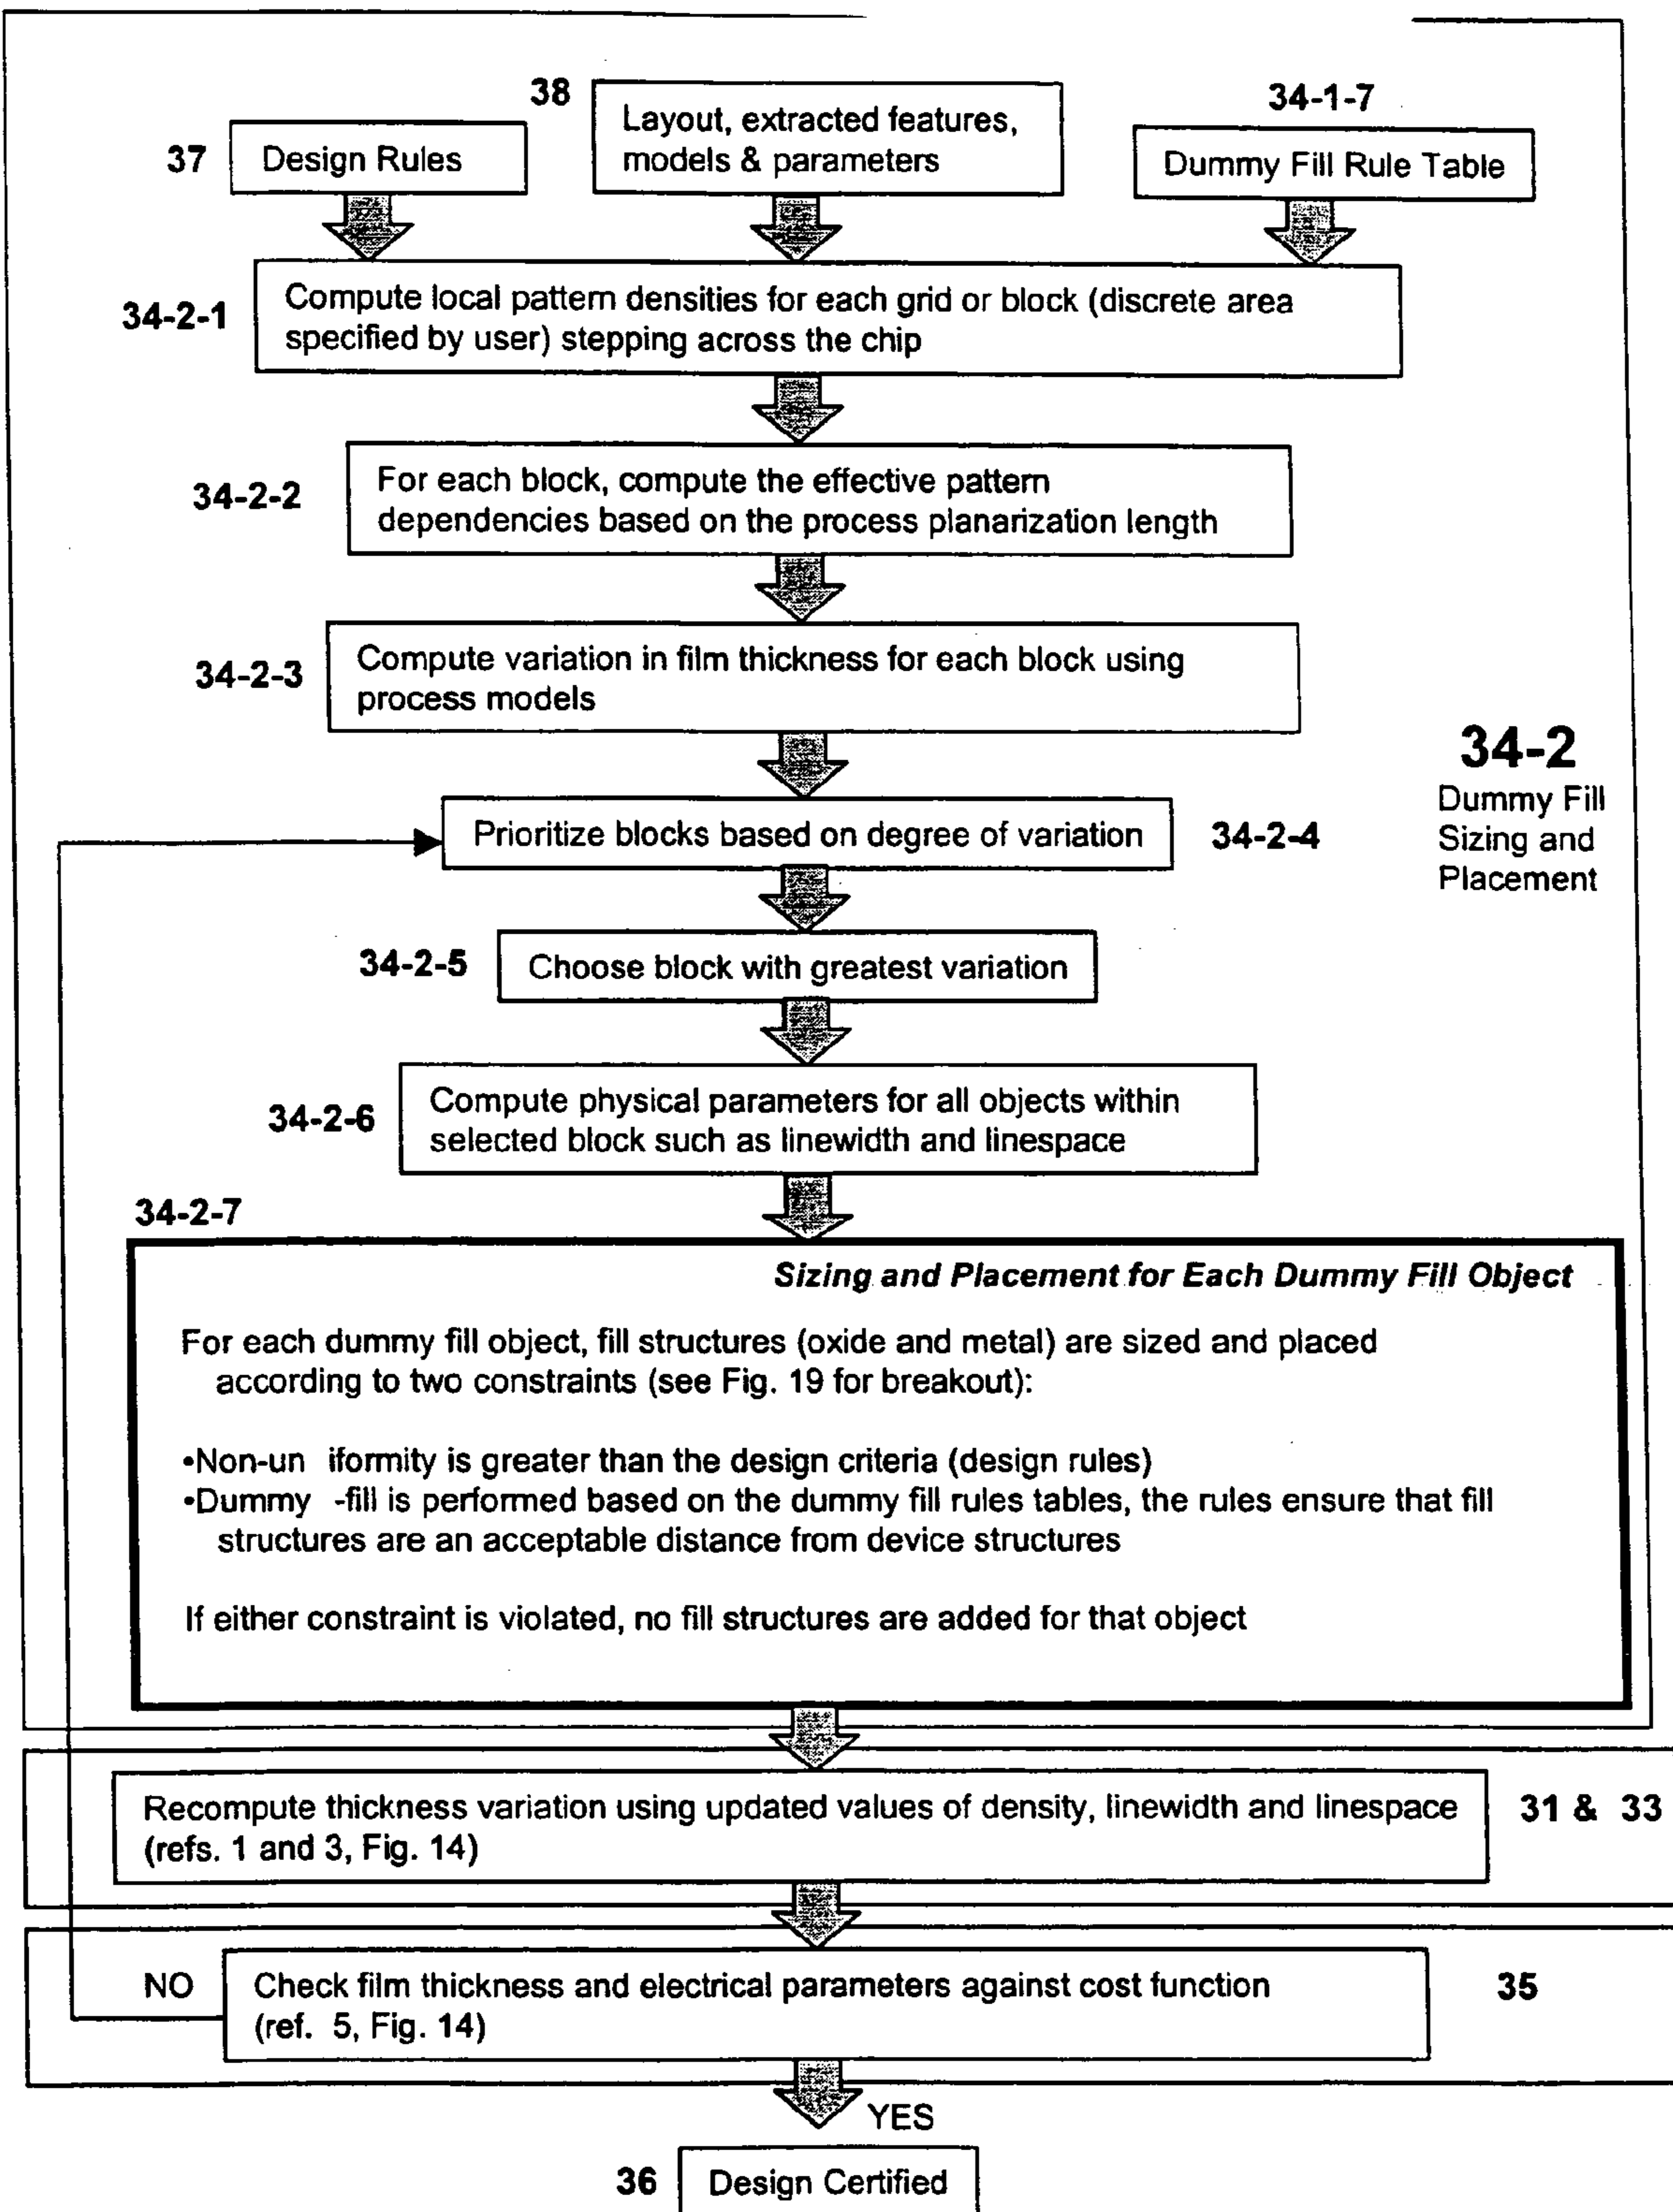 38
Layout, extracted features,
models & parameters
34-1-7
37
Design Rules
Dummy Fill Rule Table
34-2-1
Compute local pattern densities for each grid or block (discrete area
specified by user) stepping across the chip
34-2-2
For each block, compute the effective pattern
dependencies based on the process planarization length
34-2-3
Compute variation in film thickness for each block using
process models
34-2
Dummy Fill
Sizing and
Placement
Prioritize blocks based on degree of variation
34-2-4
34-2-5
Choose block with greatest variation
34-2-6
Compute physical parameters for all objects within
selected block such as linewidth and linespace
34-2-7
Sizing and Placement for Each Dummy Fill Object
For each dummy fill object, fill structures (oxide and metal) are sized and placed
according to two constraints (see Fig. 19 for breakout):
•Non-un iformity is greater than the design criteria (design rules)
•Dummy -fill is performed based on the dummy fill rules tables, the rules ensure that fill
structures are an acceptable distance from device structures
If either constraint is violated, no fill structures are added for that object
Recompute thickness variation using updated values of density, linewidth and linespace
(refs. 1 and 3, Fig. 14)
31 & 33
NO
Check film thickness and electrical parameters against cost function
(ref. 5, Fig. 14)
35
YES
36
Design Certified